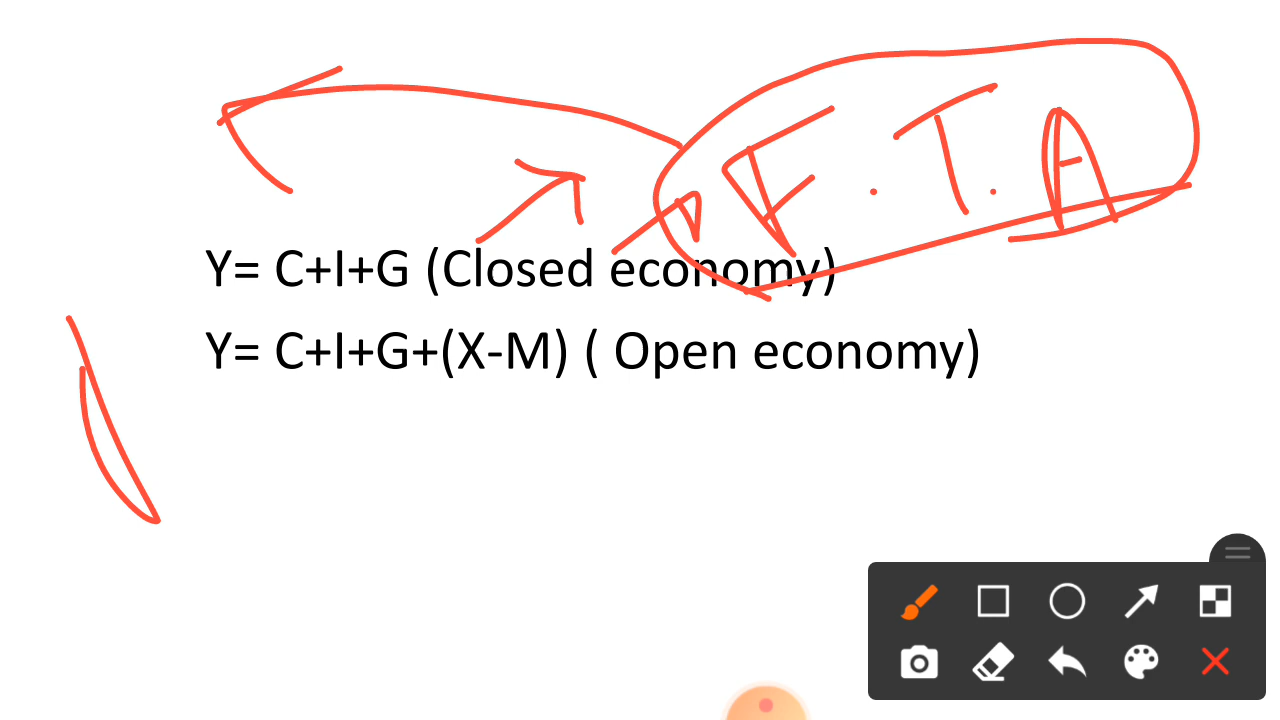 F.T.A
Y= C+I+G (Closed economy)
Y= C+I+G+(X-M) ( Open economy)